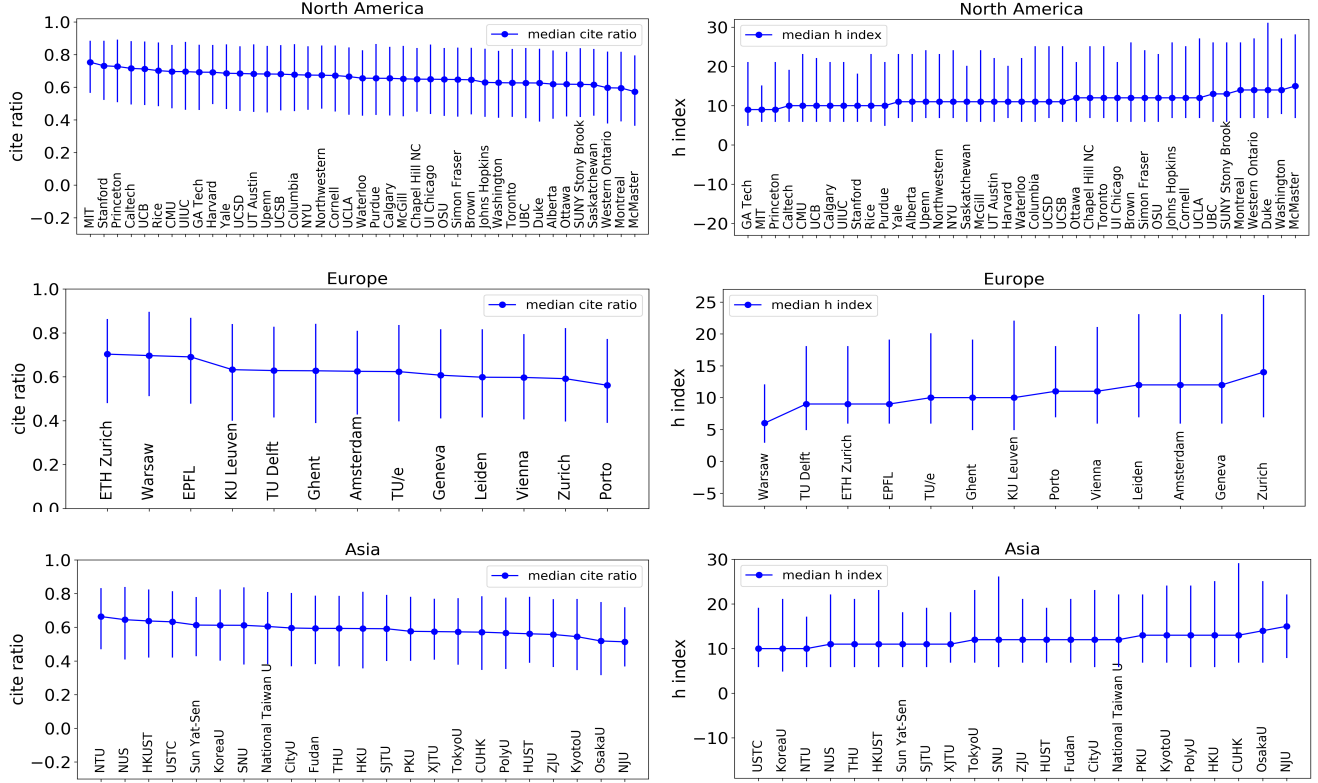 North America
1.0
0.8
0.6
0.4
0.2
0.0
−0.2
cite ratio
median cite ratio
MIT
Stanford
Princeton
Caltech
UCB
Rice
CMU
UIUC
GA Tech
Harvard
Yale
UCSD
UT Austin
Upenn
UCSB
Columbia
NYU
Northwestern
Cornell
UCLA
Waterloo
Purdue
Calgary
McGill
Chapel Hill NC
UI Chicago
OSU
Simon Fraser
Brown
Johns Hopkins
Washington
Toronto
UBC
Duke
Alberta
Ottawa
SUNY Stony Brook
Saskatchewan
Western Ontario
Montreal
McMaster
North America
30
20
10
0
−10
−20
h index
median h index
GA Tech
MIT
Princeton
Caltech
CMU
UCB
Calgary
UIUC
Stanford
Rice
Purdue
Yale
Alberta
Upenn
Northwestern
NYU
Saskatchewan
McGill
UT Austin
Harvard
Waterloo
Columbia
UCSD
UCSB
Ottawa
Chapel Hill NC
Toronto
UI Chicago
Brown
Simon Fraser
OSU
Johns Hopkins
Cornell
UCLA
UBC
SUNY Stony Brook
Montreal
Western Ontario
Duke
Washington
McMaster
Europe
1.0
0.8
0.6
0.4
0.2
0.0
cite ratio
median cite ratio
ETH Zurich
Warsaw
EPFL
KU Leuven
TU Delft
Ghent
Amsterdam
TU/e
Geneva
Leiden
Vienna
Zurich
Porto
Europe
25
20
15
10
5
0
−5
h index
median h index
Warsaw
TU Delft
ETH Zurich
EPFL
TU/e
Ghent
KU Leuven
Porto
Vienna
Leiden
Amsterdam
Geneva
Zurich
Asia
1.0
0.8
0.6
0.4
0.2
0.0
−0.2
cite ratio
median cite ratio
NTU
NUS
HKUST
USTC
Sun Yat-Sen
KoreaU
SNU
National Taiwan U
CityU
Fudan
THU
HKU
SJTU
PKU
XJTU
TokyoU
CUHK
PolyU
HUST
ZJU
KyotoU
OsakaU
NJU
Asia
30
20
10
0
−10
h index
median h index
USTC
KoreaU
NTU
NUS
THU
HKUST
Sun Yat-Sen
SJTU
XJTU
TokyoU
SNU
ZJU
HUST
Fudan
CityU
National Taiwan U
PKU
KyotoU
PolyU
HKU
CUHK
OsakaU
NJU